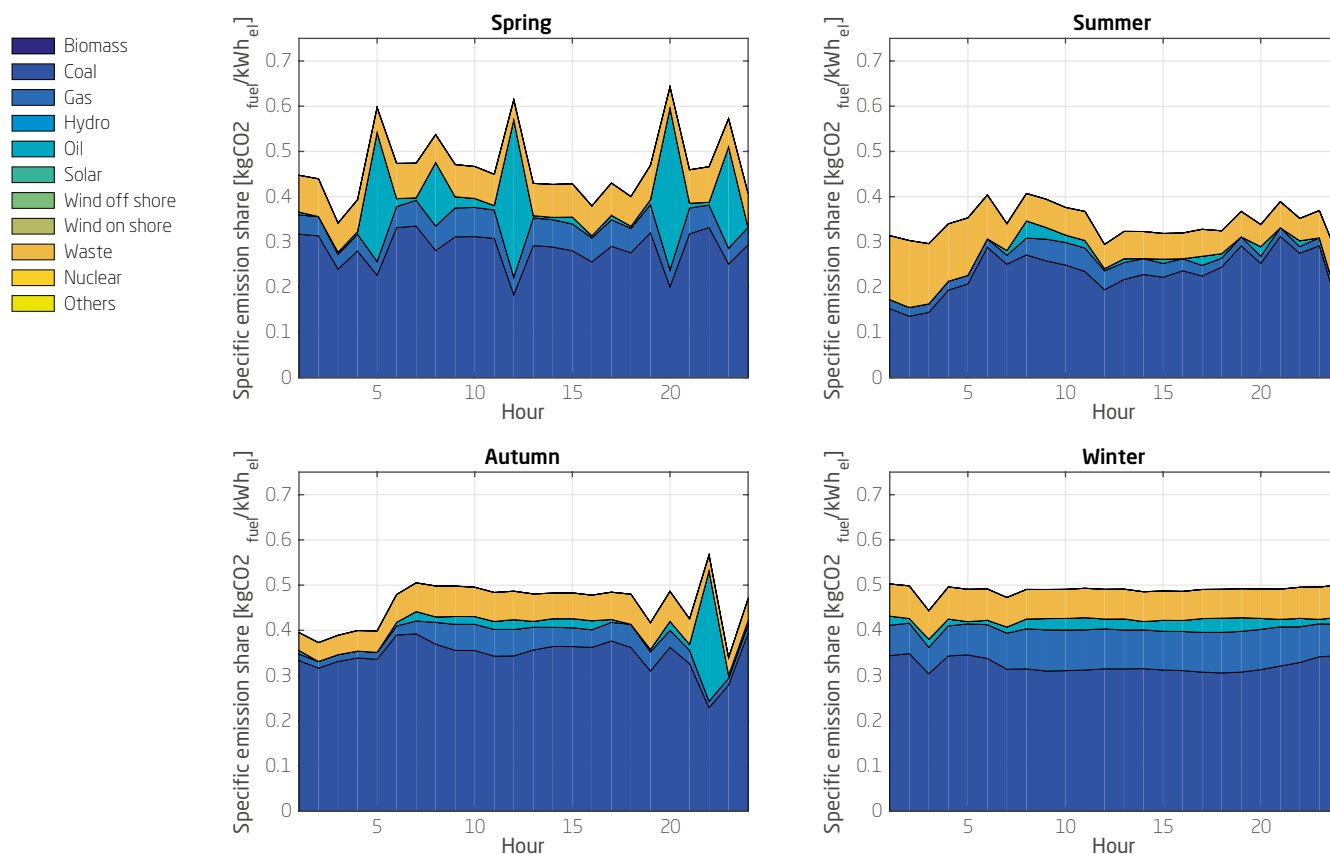 Biomass
Coal
Gas
Hydro
Oil
Solar
Wind off shore
Wind on shore
Waste
Nuclear
Others
Spring
Specific emission share [kgCO2 fuel/kWh el]
0.7
0.6
0.5
0.4
0.3
0.2
0.1
0
5 10 15 20
Hour
Summer
Specific emission share [kgCO2 fuel/kWh el]
0.7
0.6
0.5
0.4
0.3
0.2
0.1
0
5 10 15 20
Hour
Autumn
Specific emission share [kgCO2 fuel/kWh el]
0.7
0.6
0.5
0.4
0.3
0.2
0.1
0
5 10 15 20
Hour
Winter
Specific emission share [kgCO2 fuel/kWh el]
0.7
0.6
0.5
0.4
0.3
0.2
0.1
0
5 10 15 20
Hour